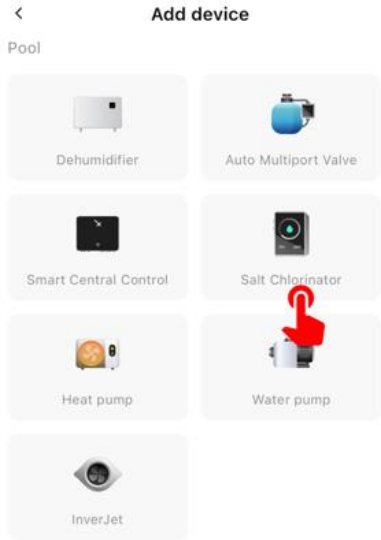 Add device
Pool
Dehumidifier
Auto Multiport Valve
Smart Central Control
Salt Chlorinator
Heat pump
Water pump
InverJet